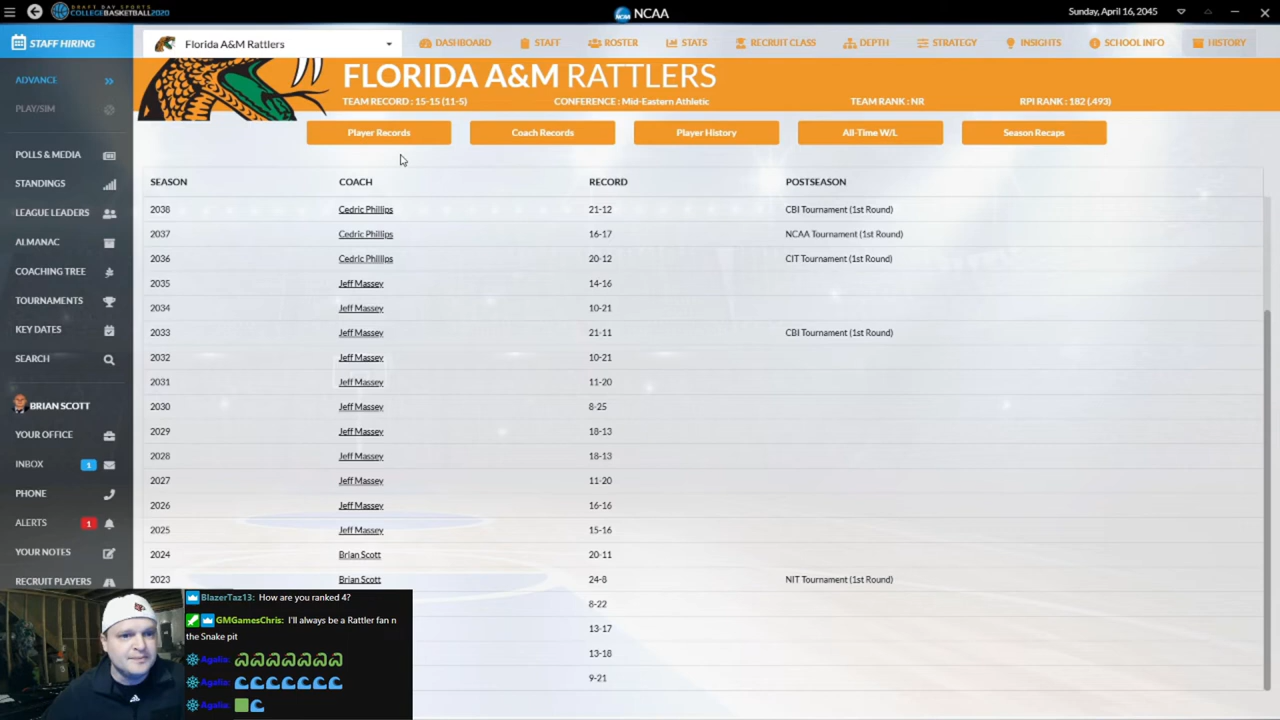 DRAFT DAY SPORTS
COLLEGE BASKETBALL 2020
NCAA
Sunday, April 16, 2045
STAFF HIRING
Florida A&M Rattlers
DASHBOARD
STAFF
ROSTER
STATS
RECRUIT CLASS
DEPTH
STRATEGY
INSIGHTS
SCHOOL INFO
HISTORY
FLORIDA A&M RATTLERS
TEAM RECORD : 15-15 (11-5)
CONFERENCE : Mid-Eastern Athletic
TEAM RANK : NR
RPI RANK : 182 (.493)
Player Records
Coach Records
Player History
All-Time W/L
Season Recaps
ADVANCE
PLAY/SIM
POLLS & MEDIA
STANDINGS
LEAGUE LEADERS
ALMANAC
COACHING TREE
TOURNAMENTS
KEY DATES
SEARCH
BRIAN SCOTT
YOUR OFFICE
INBOX 1
PHONE
ALERTS 1
YOUR NOTES
RECRUIT PLAYERS
SEASON COACH RECORD POSTSEASON
2038 Cedric Phillips 21-12 CBI Tournament (1st Round)
2037 Cedric Phillips 16-17 NCAA Tournament (1st Round)
2036 Cedric Phillips 20-12 CIT Tournament (1st Round)
2035 Jeff Massey 14-16
2034 Jeff Massey 10-21
2033 Jeff Massey 21-11 CBI Tournament (1st Round)
2032 Jeff Massey 10-21
2031 Jeff Massey 11-20
2030 Jeff Massey 8-25
2029 Jeff Massey 18-13
2028 Jeff Massey 18-13
2027 Jeff Massey 11-20
2026 Jeff Massey 16-16
2025 Jeff Massey 15-16
2024 Brian Scott 20-11
2023 Brian Scott 24-8 NIT Tournament (1st Round)
8-22
13-17
13-18
9-21
BlazerTaz13: How are you ranked 4?
GMGamesChris: I'll always be a Rattler fan n
the Snake pit
Agalia:
Agalia:
Agalia: